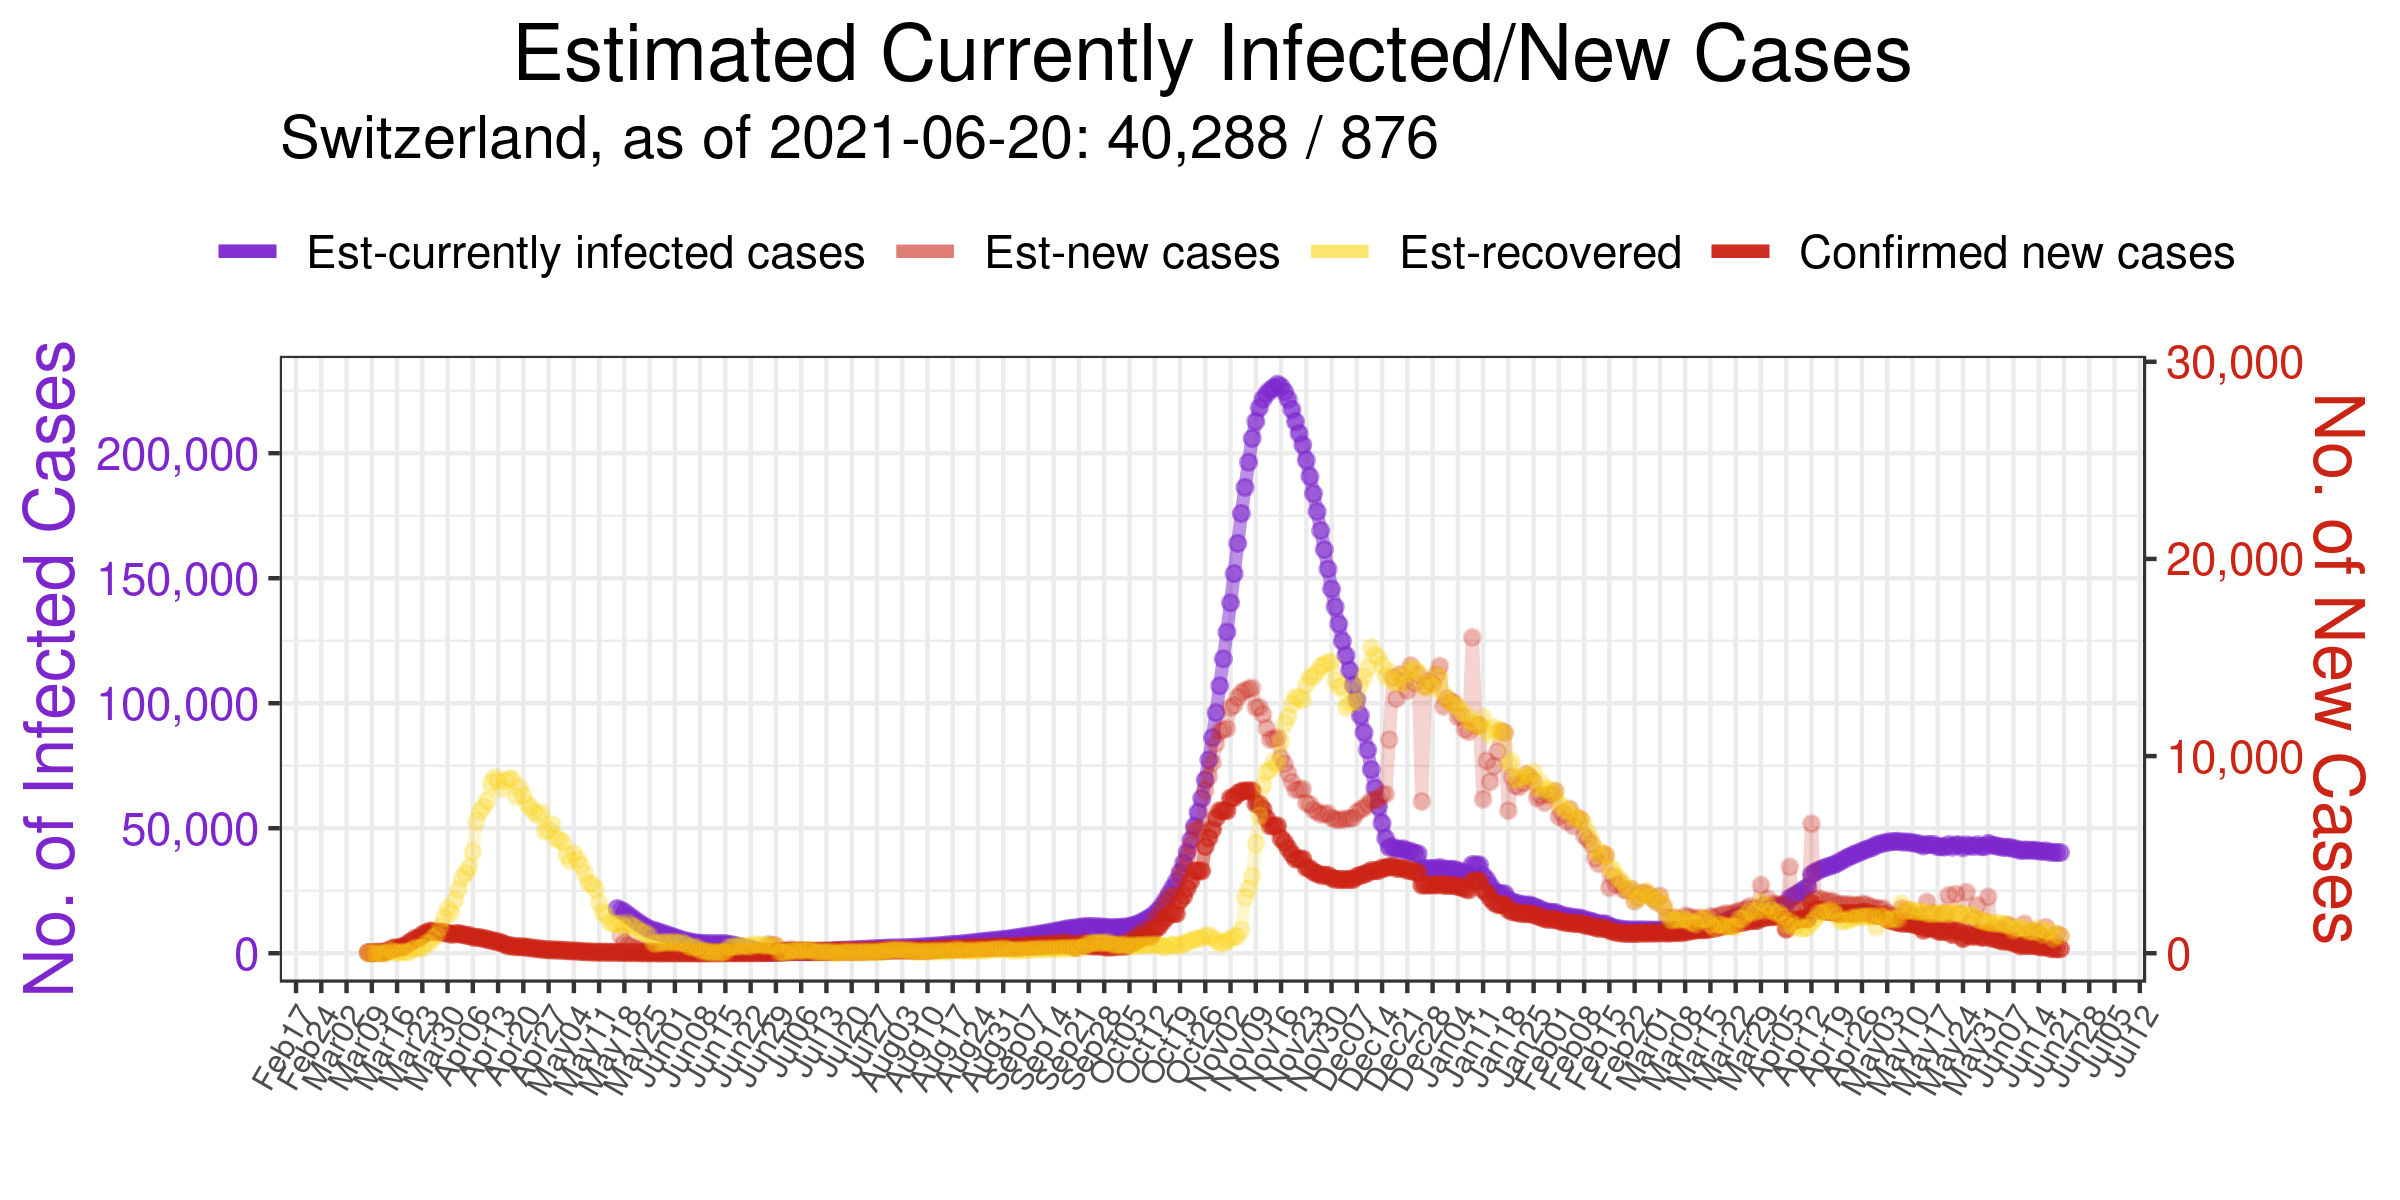 Estimated Currently Infected/New Cases
Switzerland, as of 2021-06-20: 40,288 / 876
Est-currently infected cases
Est-new cases
Est-recovered
Confirmed new cases
No. of Infected Cases
200,000
150,000
100,000
50,000
0
30,000
20,000
10,000
0
No. of New Cases
Feb17
Feb24
Mar02
Mar09
Mar16
Mar23
Mar30
Apr06
Apr13
Apr20
Apr27
May04
May11
May18
May25
Jun01
Jun08
Jun15
Jun22
Jun29
Jul06
Jul13
Jul20
Jul27
Aug03
Aug10
Aug17
Aug24
Aug31
Sep07
Sep14
Sep21
Sep28
Oct05
Oct12
Oct19
Oct26
Nov02
Nov09
Nov16
Nov23
Nov30
Dec07
Dec14
Dec21
Dec28
Jan04
Jan11
Jan18
Jan25
Feb01
Feb08
Feb15
Feb22
Mar01
Mar08
Mar15
Mar22
Mar29
Apr05
Apr12
Apr19
Apr26
May03
May10
May17
May24
May31
Jun07
Jun14
Jun21
Jun28
Jul05
Jul12